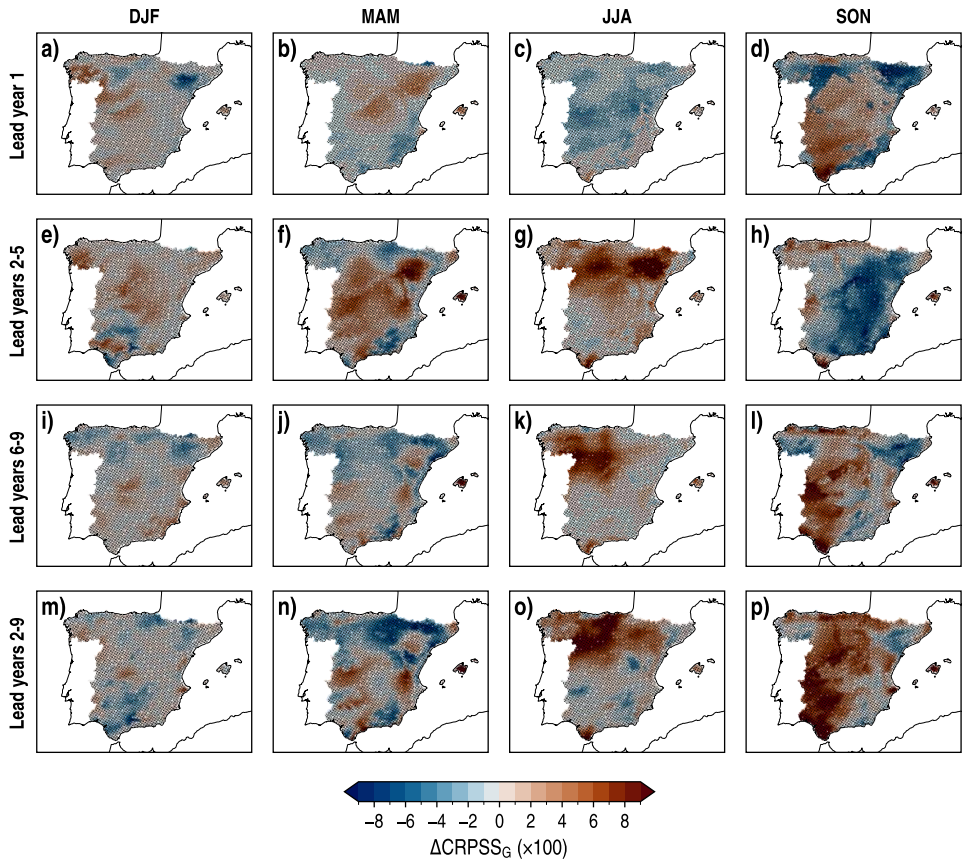 DJF MAM JJA SON
Lead year 1
a) b) c) d)
Lead years 2-5
e) f) g) h)
Lead years 6-9
i) j) k) l)
Lead years 2-9
m) n) o) p)
−8 −6 −4 −2 0 2 4 6 8
ΔCRPSS_G (×100)